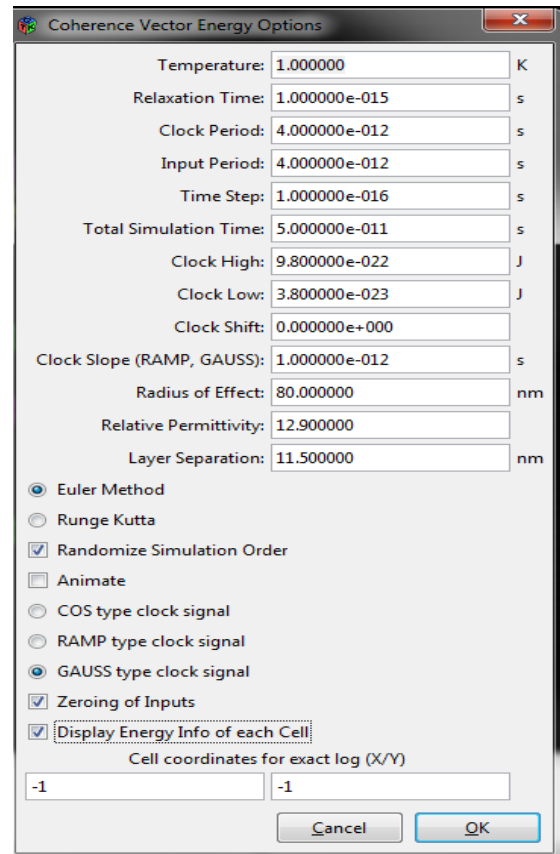 Coherence Vector Energy Options
Temperature: 1.000000 K
Relaxation Time: 1.000000e-015 s
Clock Period: 4.000000e-012 s
Input Period: 4.000000e-012 s
Time Step: 1.000000e-016 s
Total Simulation Time: 5.000000e-011 s
Clock High: 9.800000e-022 J
Clock Low: 3.800000e-023 J
Clock Shift: 0.000000e+000
Clock Slope (RAMP, GAUSS): 1.000000e-012 s
Radius of Effect: 80.000000 nm
Relative Permittivity: 12.900000
Layer Separation: 11.500000 nm
Euler Method
Runge Kutta
Randomize Simulation Order
Animate
COS type clock signal
RAMP type clock signal
GAUSS type clock signal
Zeroing of Inputs
Display Energy Info of each Cell
Cell coordinates for exact log (X/Y)
-1 -1
Cancel OK